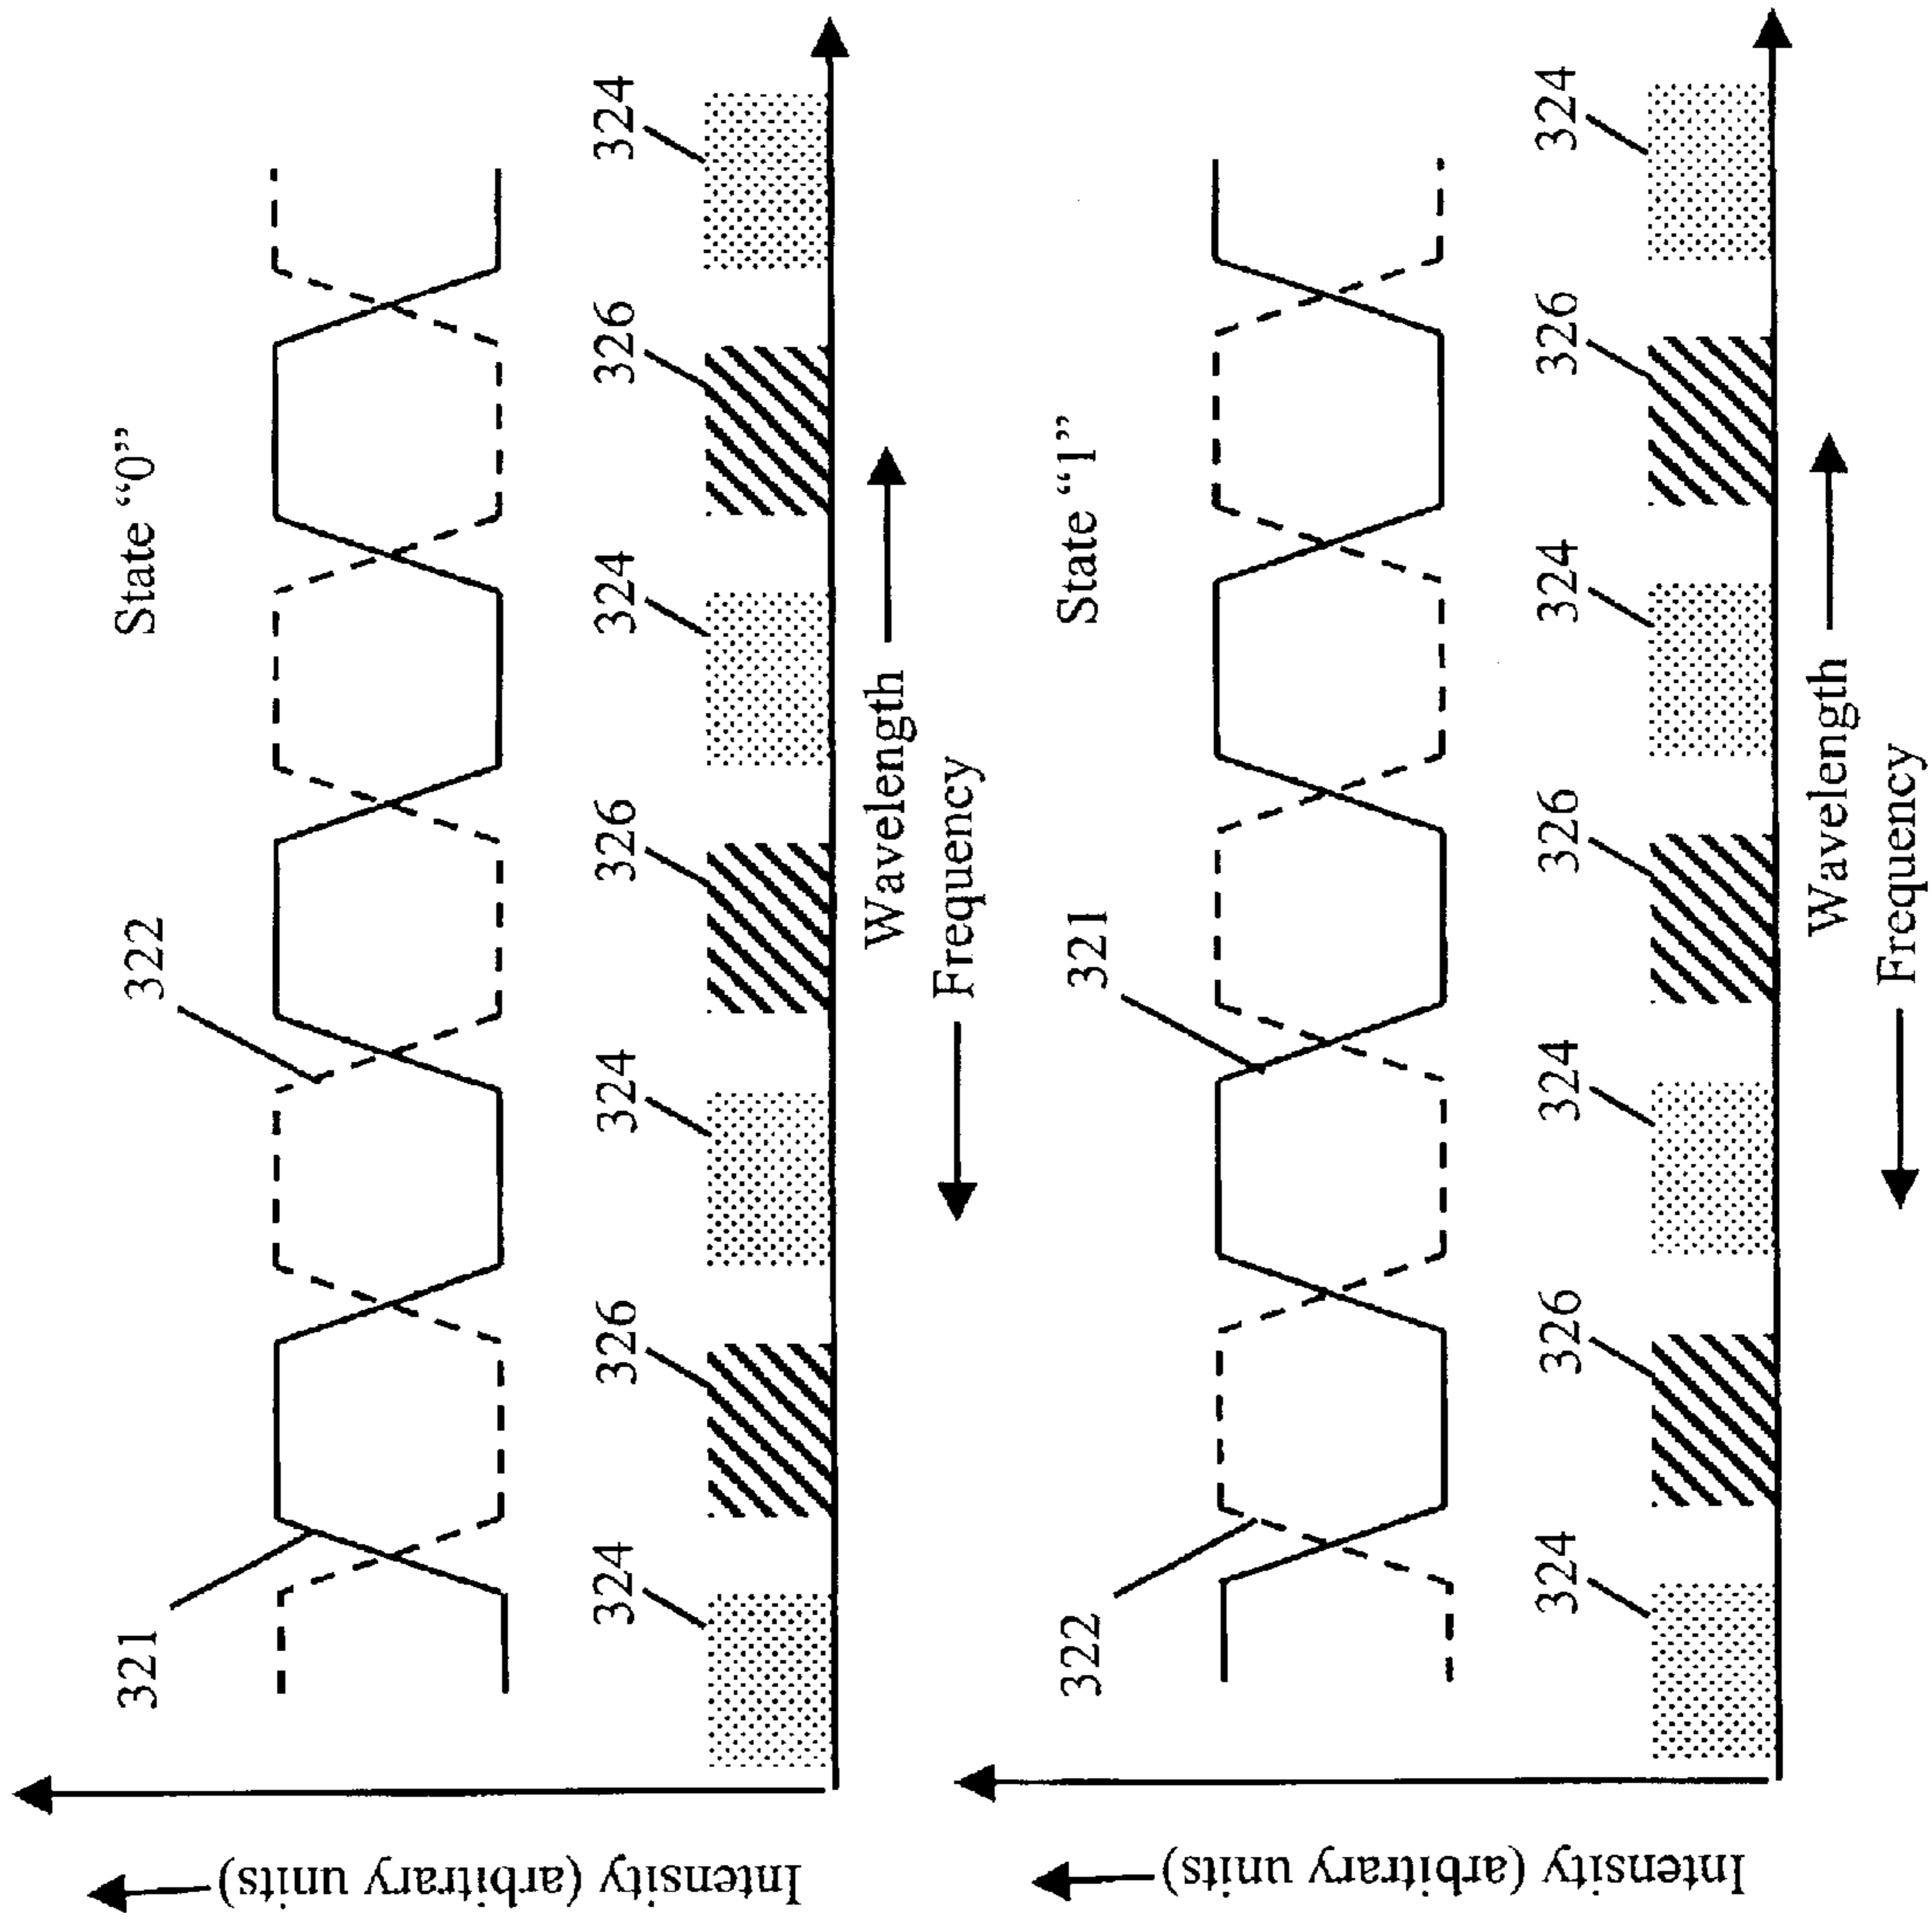 State “0”
321
322
324
326
324
326
324
326
324
Intensity (arbitrary units)
Wavelength
Frequency
State “1”
322
321
324
326
324
326
324
326
324
Intensity (arbitrary units)
Wavelength
Frequency